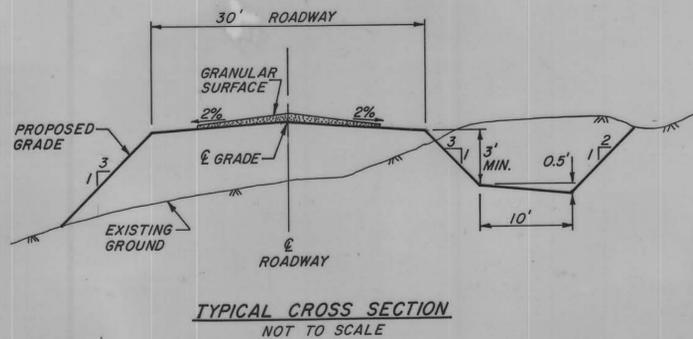 30' ROADWAY
GRANULAR
SURFACE
2%
2%
PROPOSED
GRADE
3
1
℄ GRADE
3
1
3'
MIN.
0.5'
2
1
10'
EXISTING
GROUND
℄
ROADWAY
TYPICAL CROSS SECTION
NOT TO SCALE